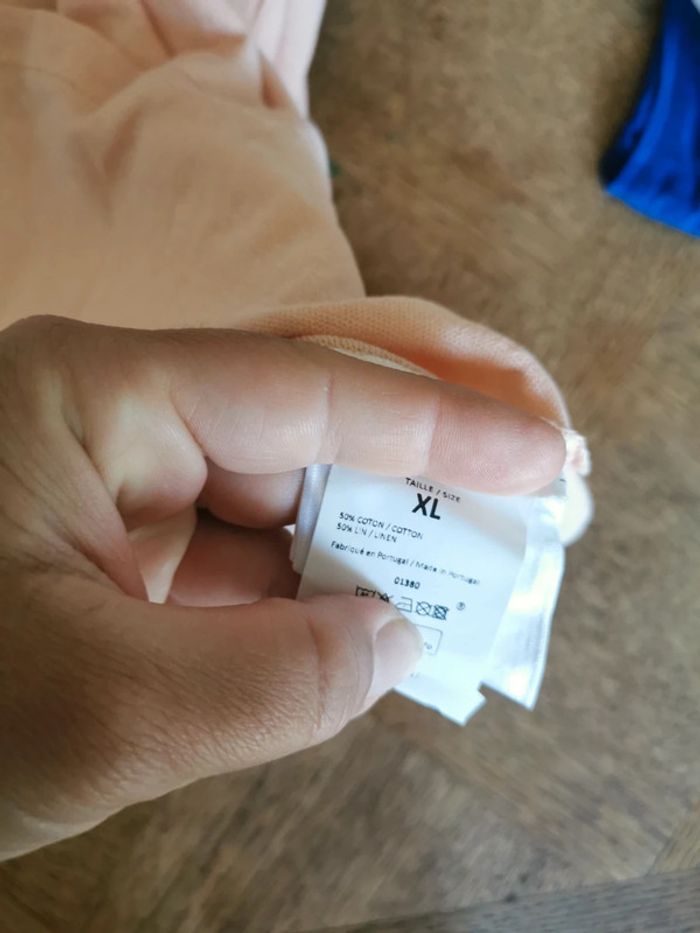 TAILLE / SIZE
XL
50% COTON / COTTON
50% LIN / LINEN
Fabriqué en Portugal / Made in Portugal
01380